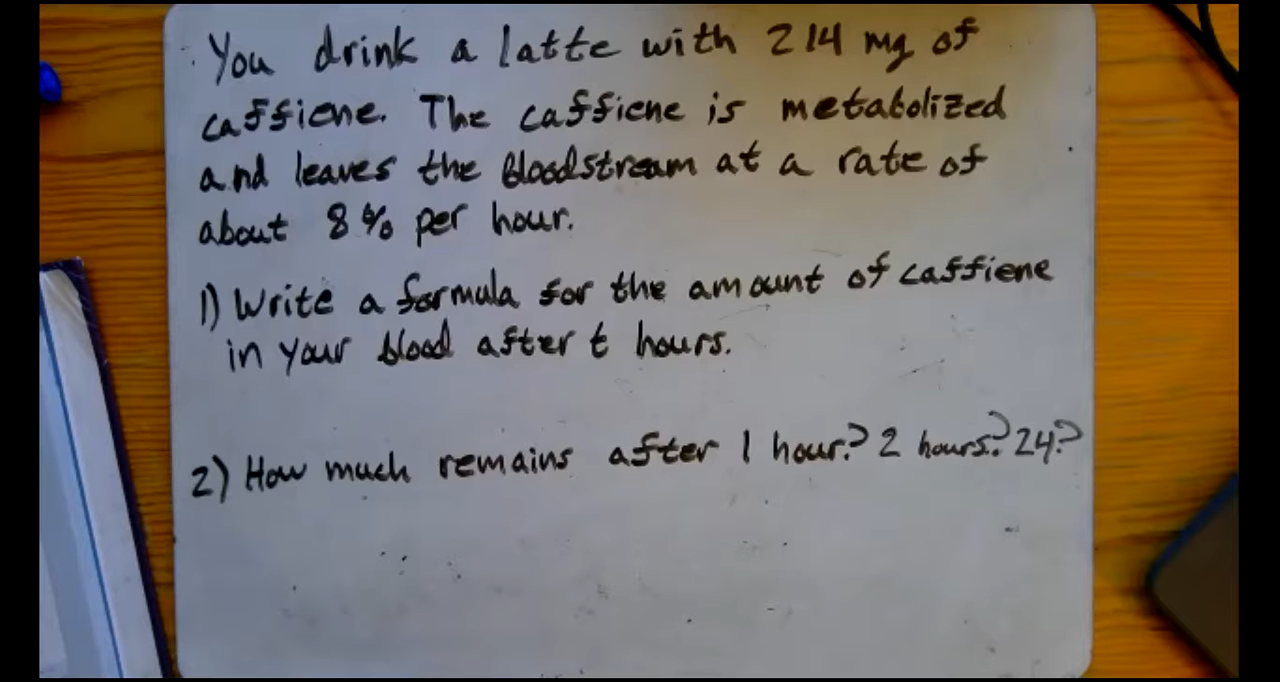 You drink a latte with 214 mg of
caffiene. The caffiene is metabolized
and leaves the bloodstream at a rate of
about 8% per hour.
1) Write a formula for the amount of caffiene
in your blood after t hours.
2) How much remains after 1 hour? 2 hours? 24?